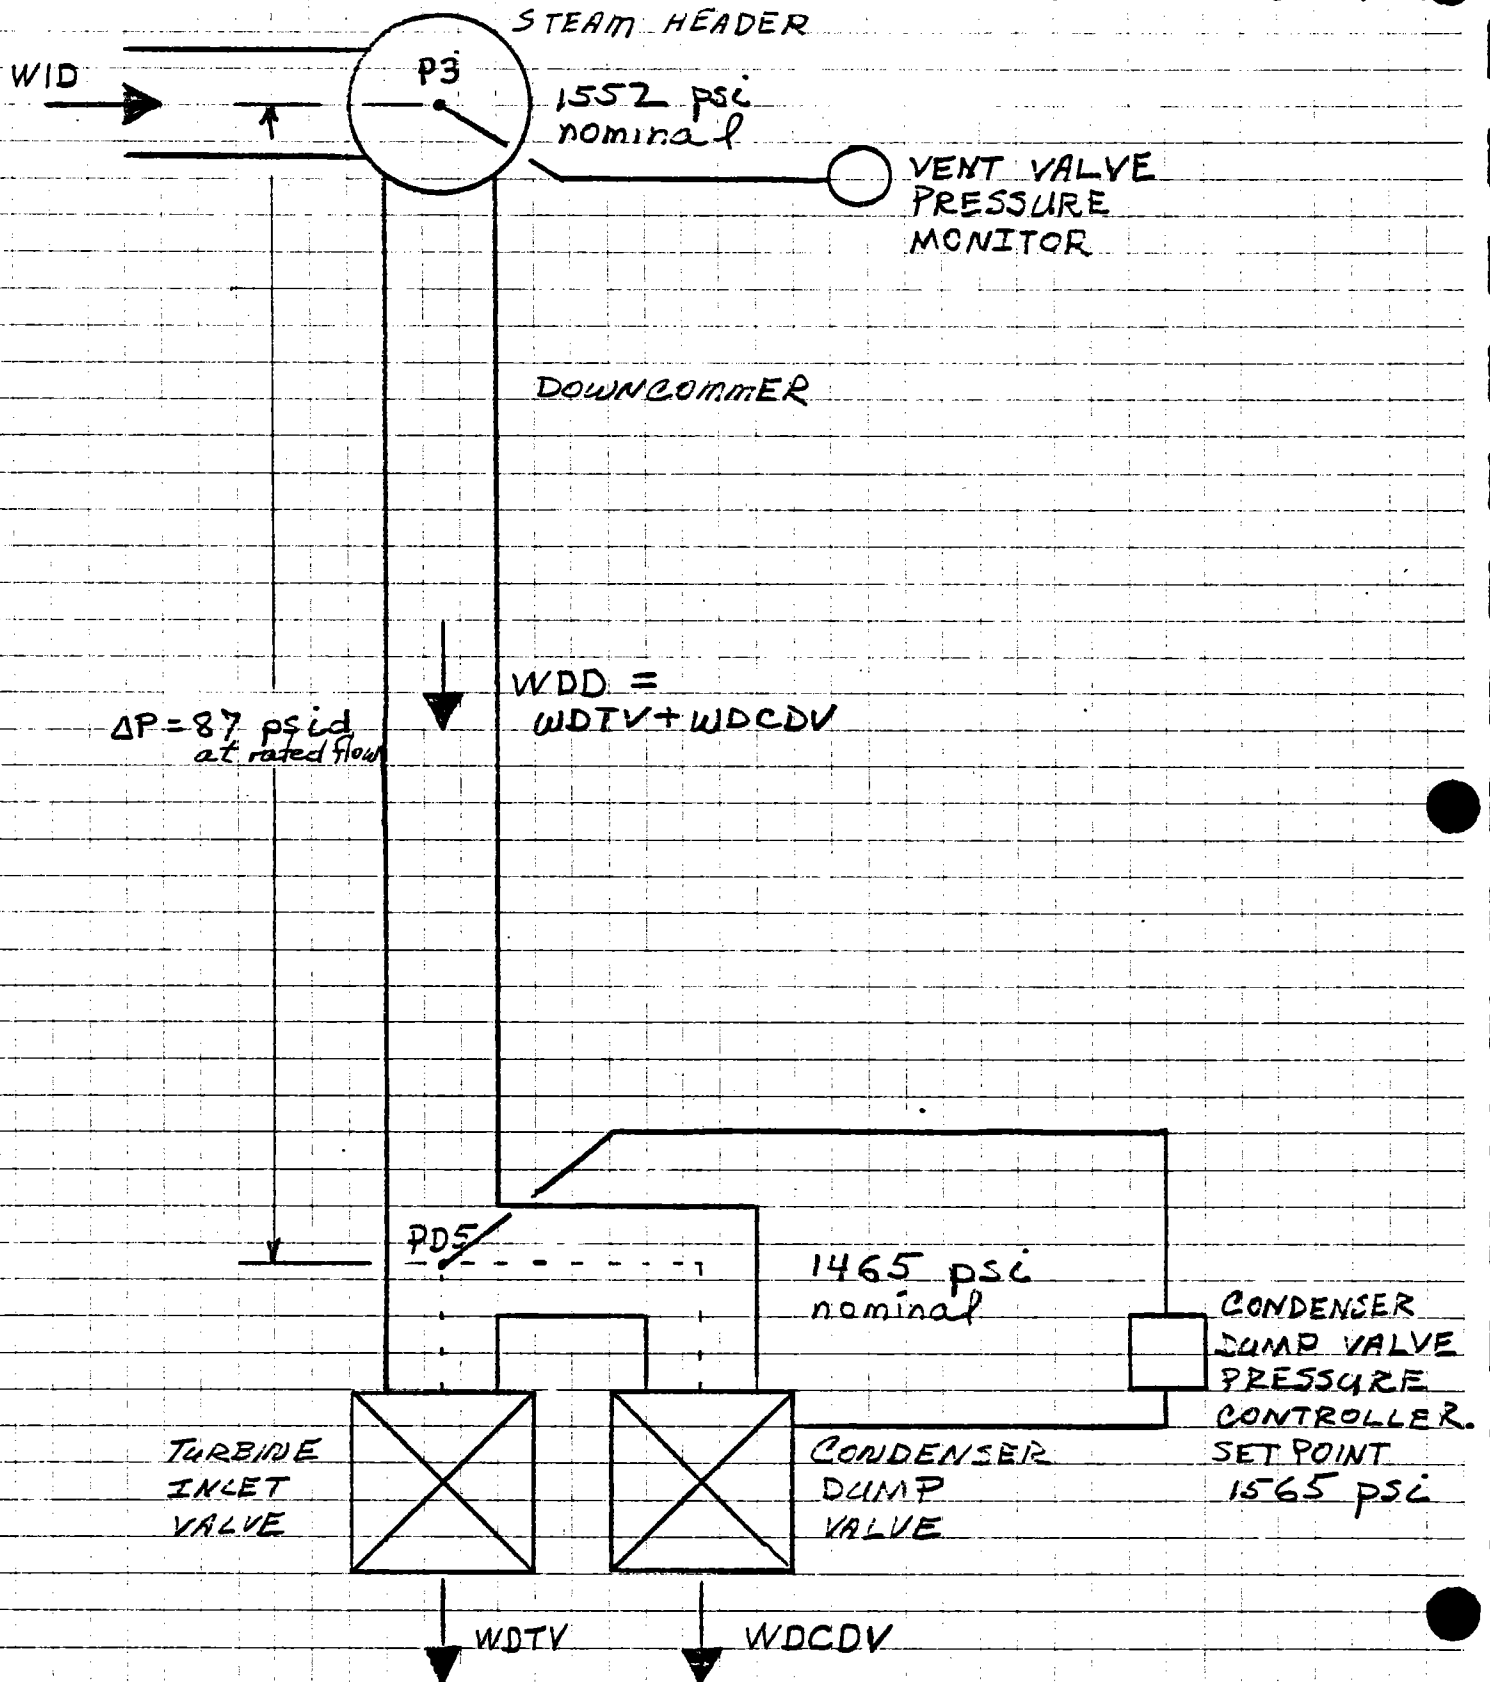 STEAM HEADER
WID
P3
1552 psi
nominal
VENT VALVE
PRESSURE
MONITOR
DOWNCOMMER
WDD =
WDTV + WDCDV
ΔP = 87 psid
at rated flow
PD5
1465 psi
nominal
CONDENSER
DUMP VALVE
PRESSURE
CONTROLLER.
SET POINT
1565 psi
TURBINE
INLET
VALVE
CONDENSER
DUMP
VALVE
WDTV
WDCDV